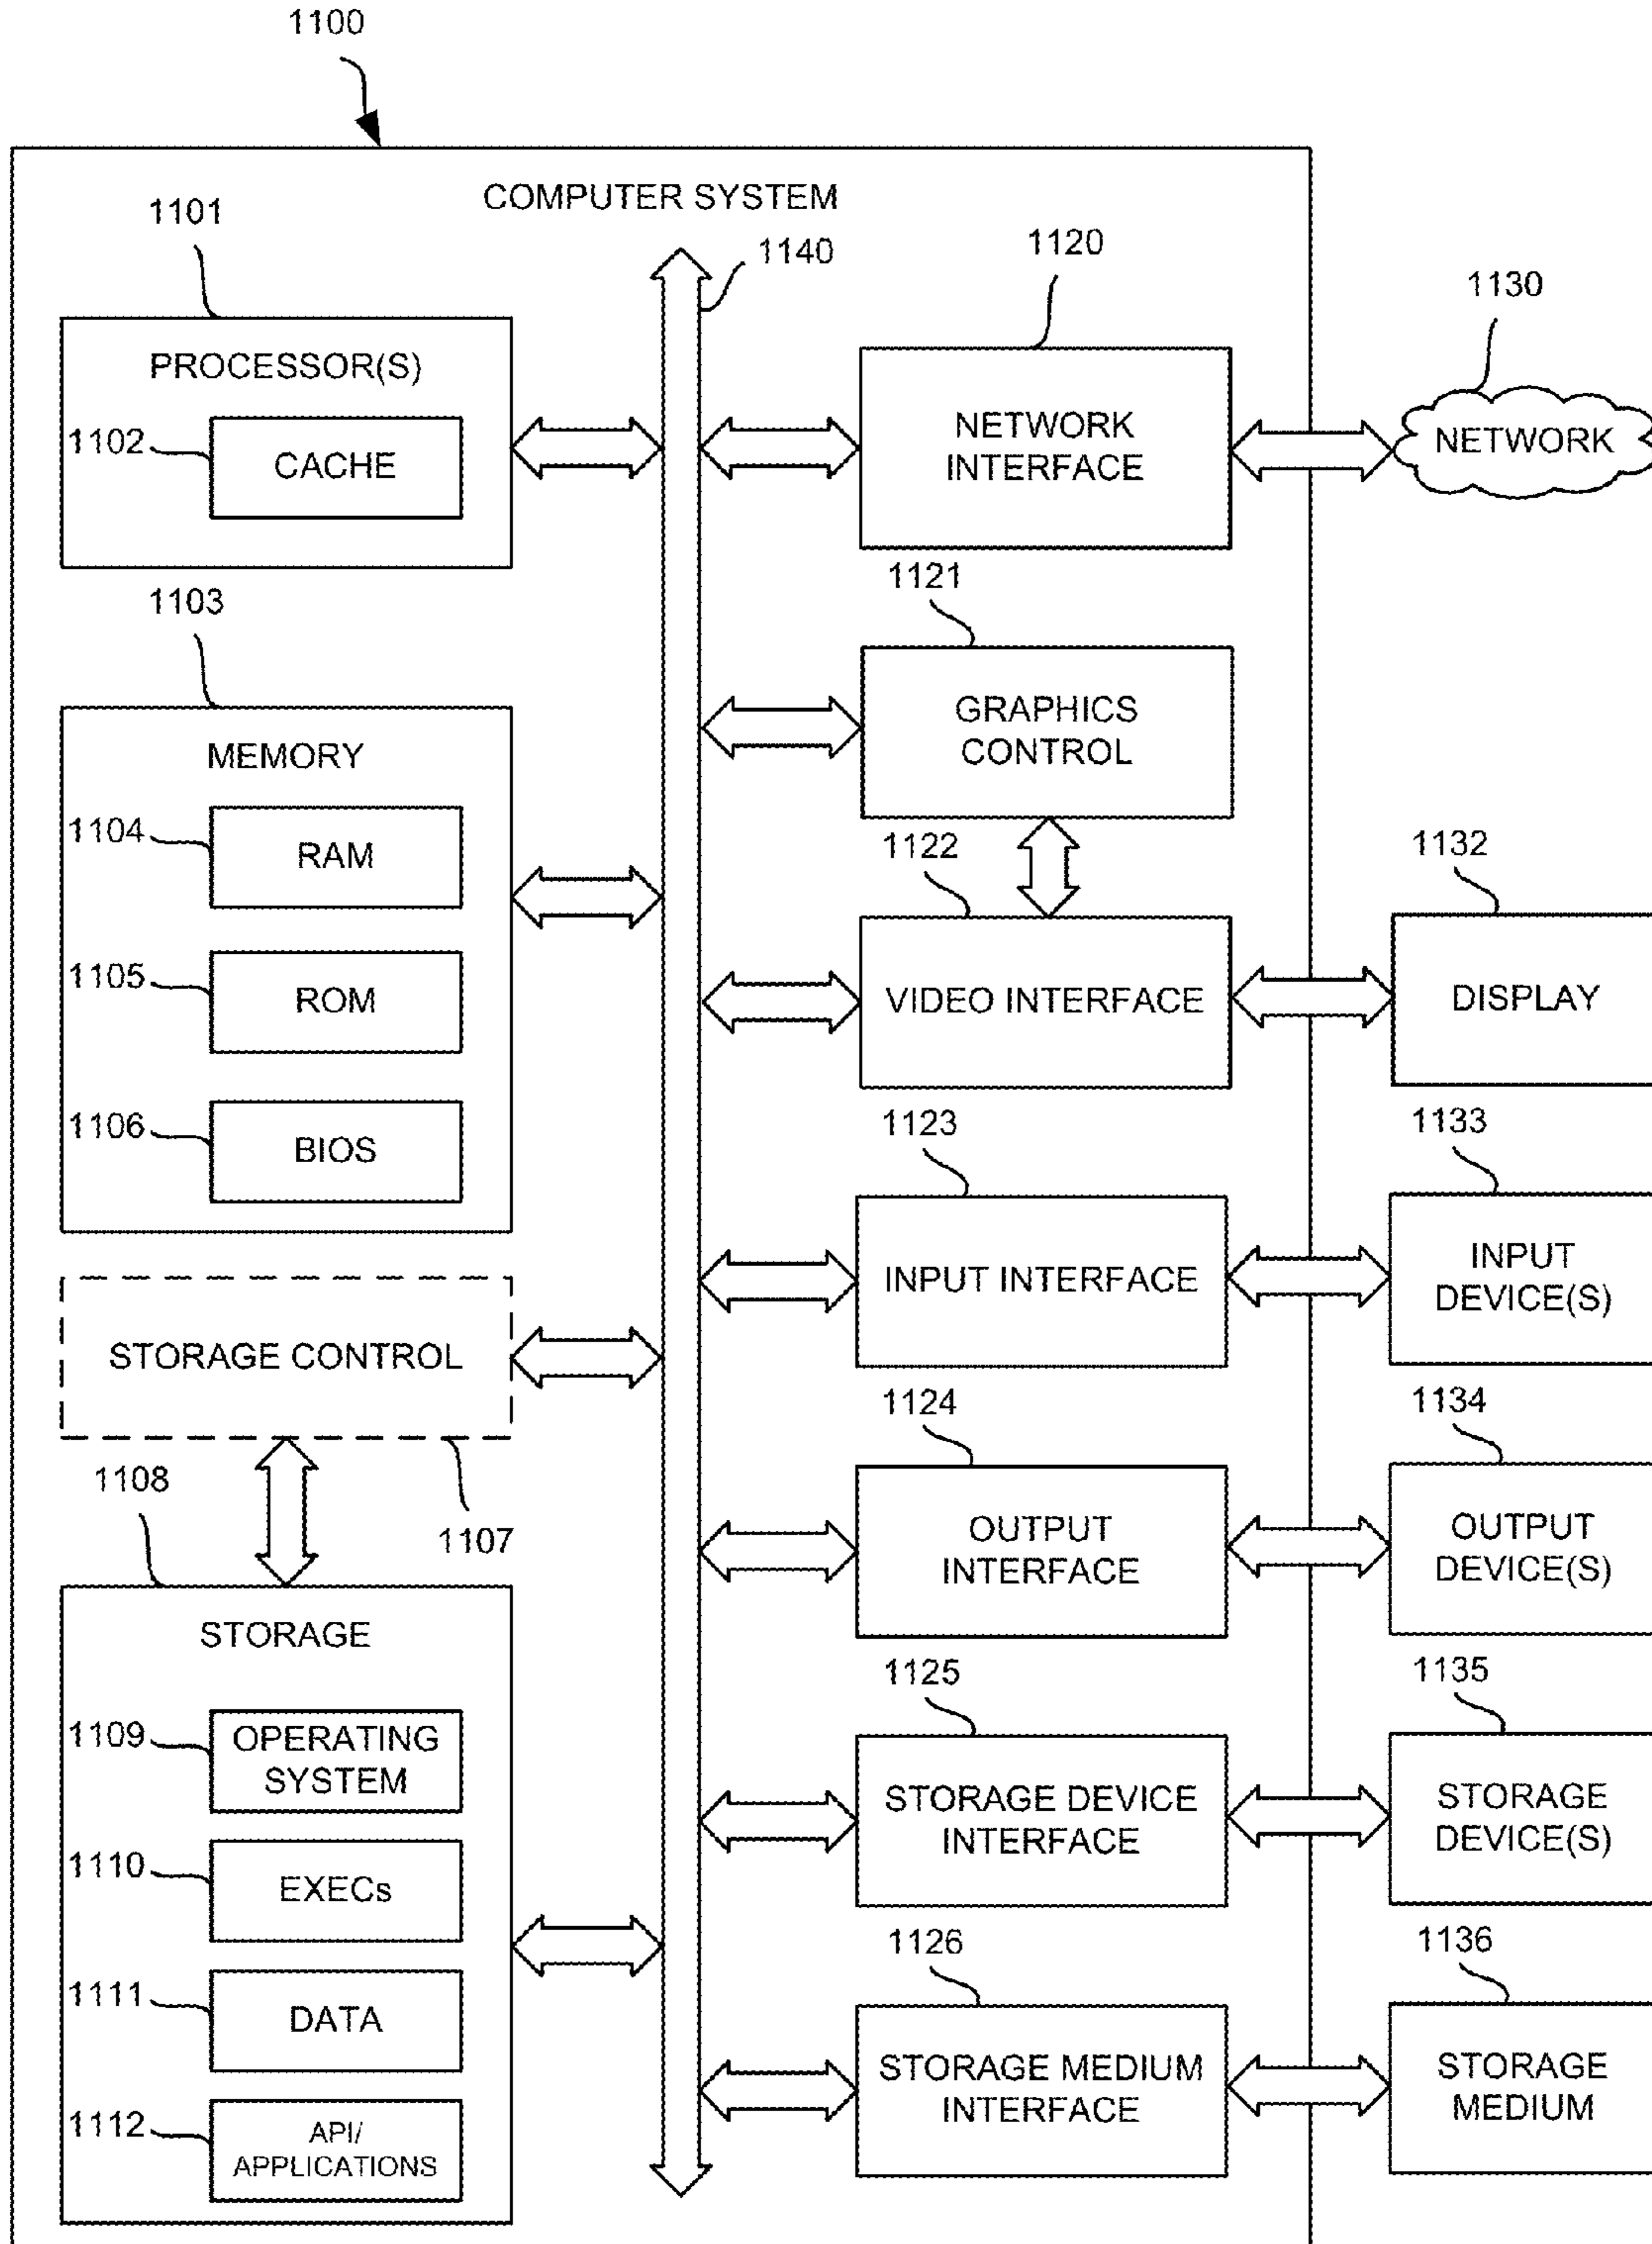 1100
COMPUTER SYSTEM
1101
1140
1120
1130
PROCESSOR(S)
1102
CACHE
NETWORK
INTERFACE
NETWORK
1103
1121
MEMORY
GRAPHICS
CONTROL
1104
RAM
1122
1132
1105
ROM
VIDEO INTERFACE
DISPLAY
1106
BIOS
1123
1133
INPUT INTERFACE
INPUT
DEVICE(S)
STORAGE CONTROL
1107
1124
1134
1108
OUTPUT
INTERFACE
OUTPUT
DEVICE(S)
STORAGE
1125
1135
1109
OPERATING
SYSTEM
STORAGE DEVICE
INTERFACE
STORAGE
DEVICE(S)
1110
EXECs
1126
1136
1111
DATA
STORAGE MEDIUM
INTERFACE
STORAGE
MEDIUM
1112
API/
APPLICATIONS